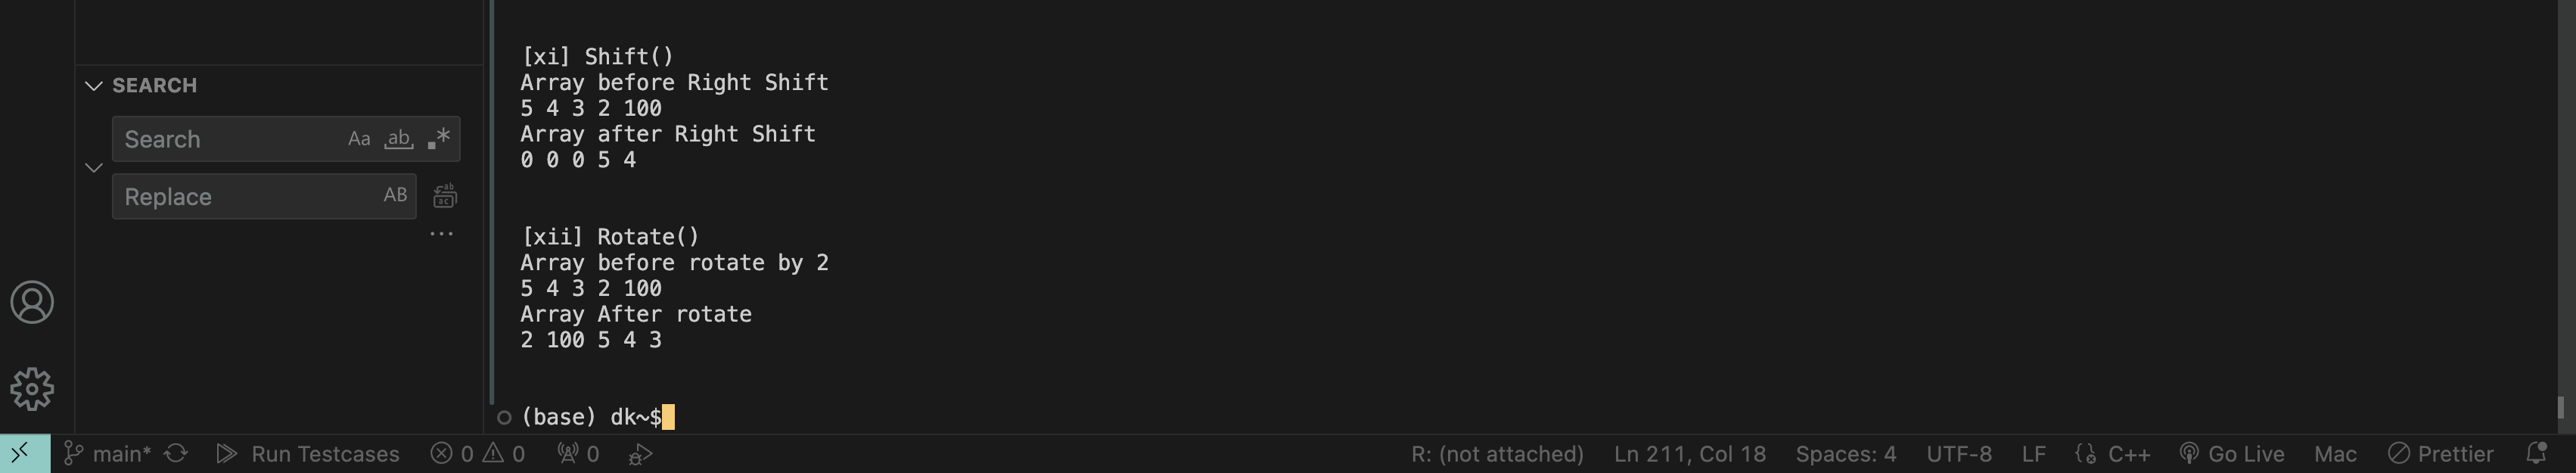 SEARCH
Search Aa ab *
Replace AB
...
[xi] Shift()
Array before Right Shift
5 4 3 2 100
Array after Right Shift
0 0 0 5 4
[xii] Rotate()
Array before rotate by 2
5 4 3 2 100
Array After rotate
2 100 5 4 3
(base) dk~$
main* Run Testcases 0 0 0 R: (not attached) Ln 211, Col 18 Spaces: 4 UTF-8 LF C++ Go Live Mac Prettier